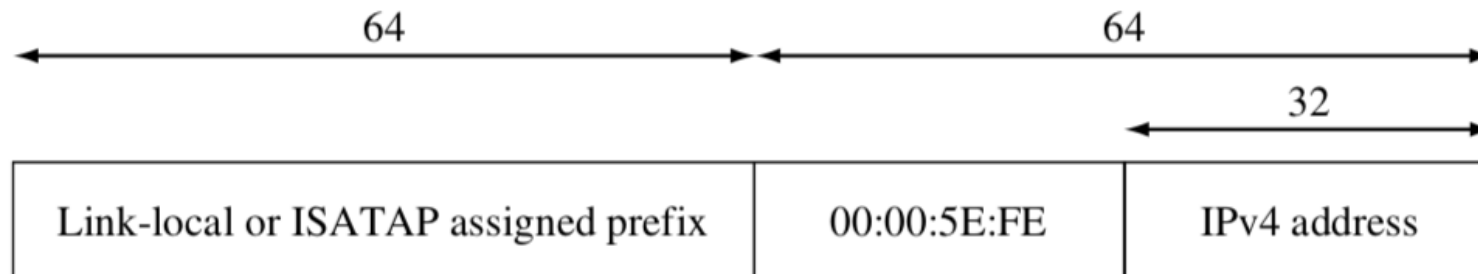 64 64
32
Link-local or ISATAP assigned prefix 00:00:5E:FE IPv4 address